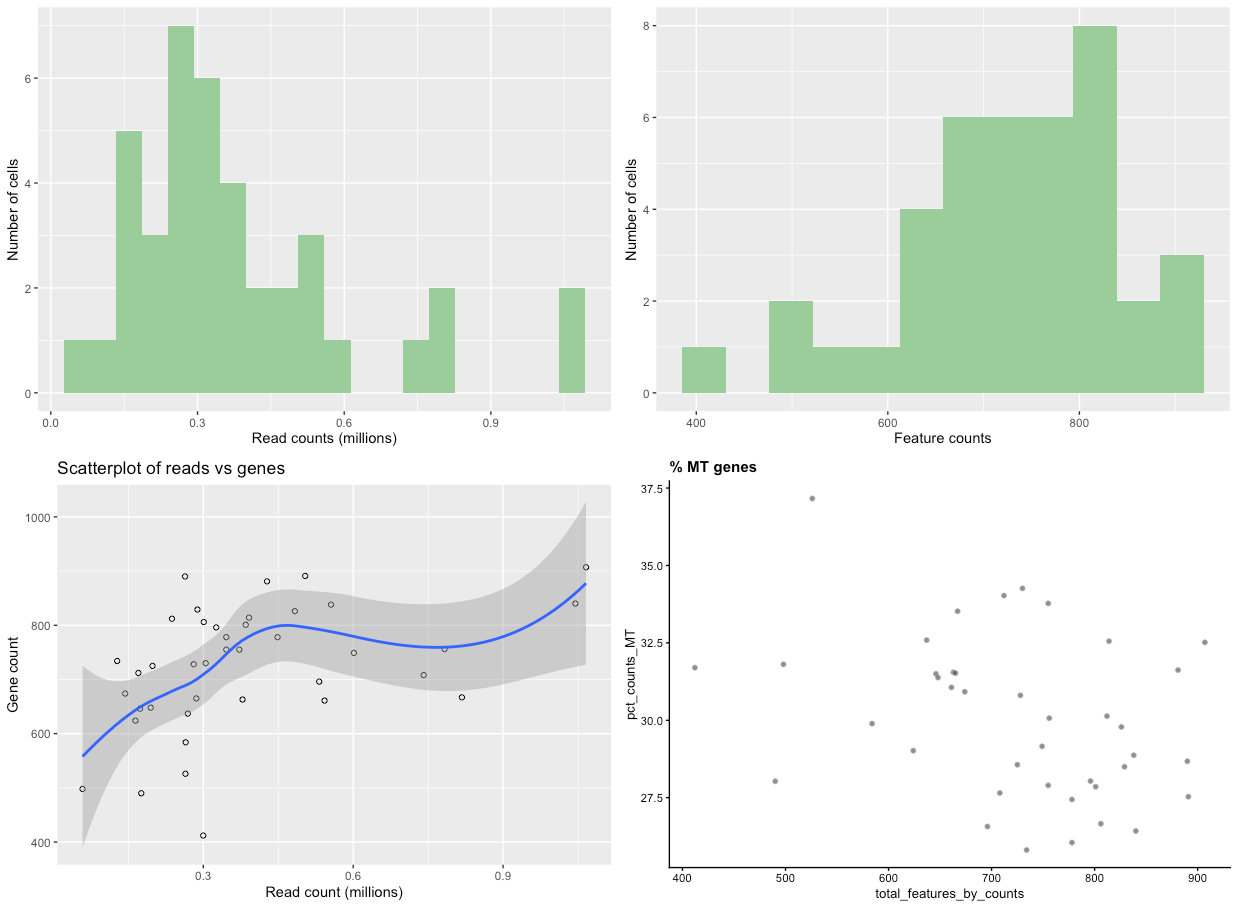 Number of cells
6
4
2
0
0.0 0.3 0.6 0.9
Read counts (millions)
Number of cells
8
6
4
2
0
400 600 800
Feature counts
Scatterplot of reads vs genes
Gene count
1000
800
600
400
0.3 0.6 0.9
Read count (millions)
% MT genes
pct_counts_MT
37.5
35.0
32.5
30.0
27.5
400 500 600 700 800 900
total_features_by_counts